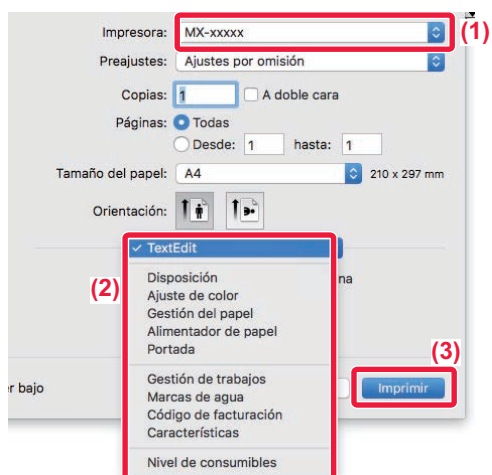 Impresora: MX-xxxxx (1)
Preajustes: Ajustes por omisión
Copias: 1 A doble cara
Páginas: Todas
Desde: 1 hasta: 1
Tamaño del papel: A4 210 x 297 mm
Orientación:
✓ TextEdit
(2) Disposición na
Ajuste de color
Gestión del papel
Alimentador de papel
Portada
(3)
Gestión de trabajos
r bajo Marcas de agua Imprimir
Código de facturación
Características
Nivel de consumibles